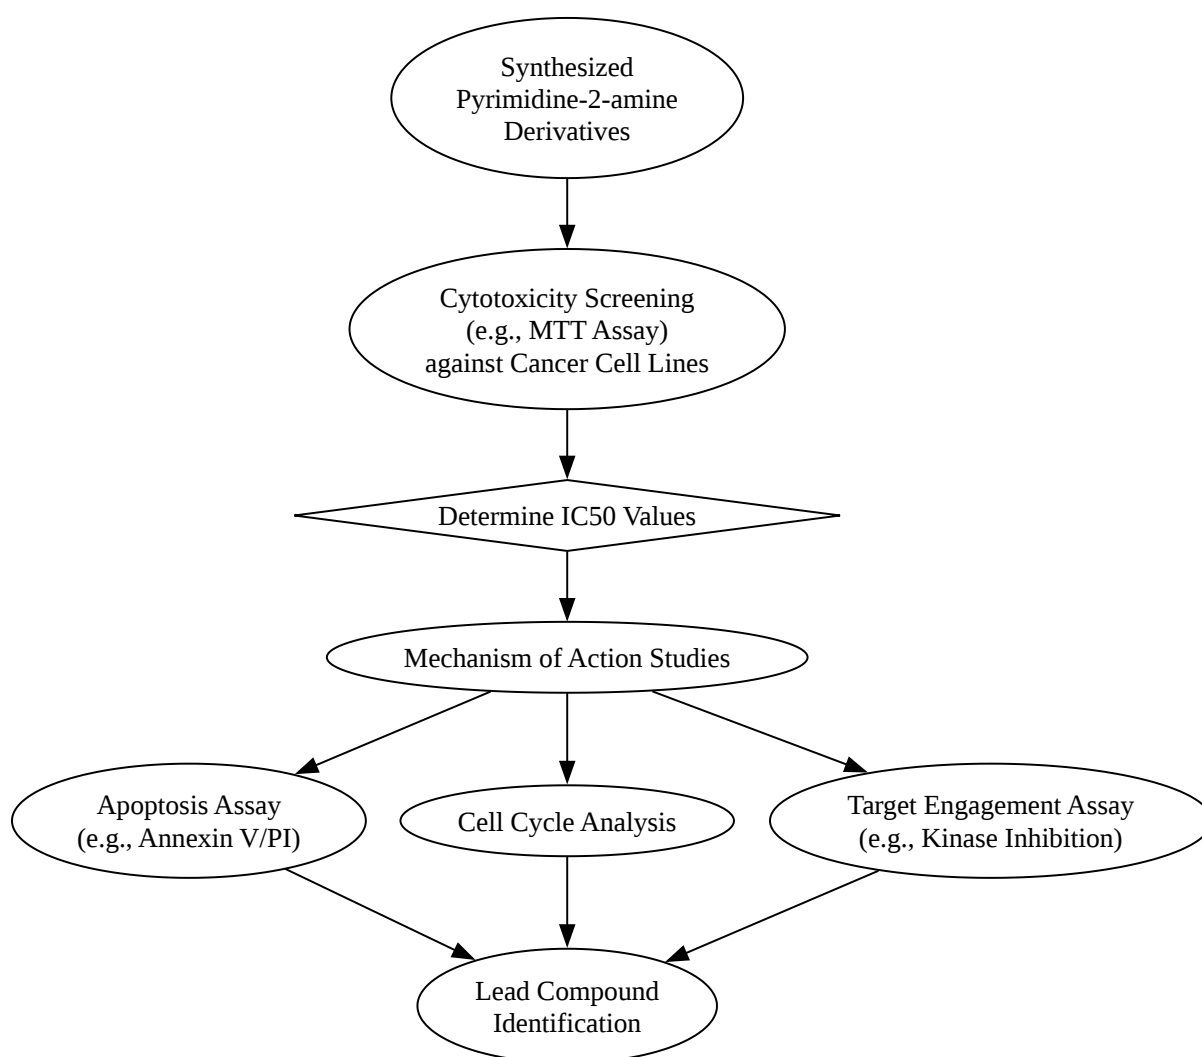 Synthesized
Pyrimidine-2-amine
Derivatives
Cytotoxicity Screening
(e.g., MTT Assay)
against Cancer Cell Lines
Determine IC50 Values
Mechanism of Action Studies
Apoptosis Assay
(e.g., Annexin V/PI)
Cell Cycle Analysis
Target Engagement Assay
(e.g., Kinase Inhibition)
Lead Compound
Identification